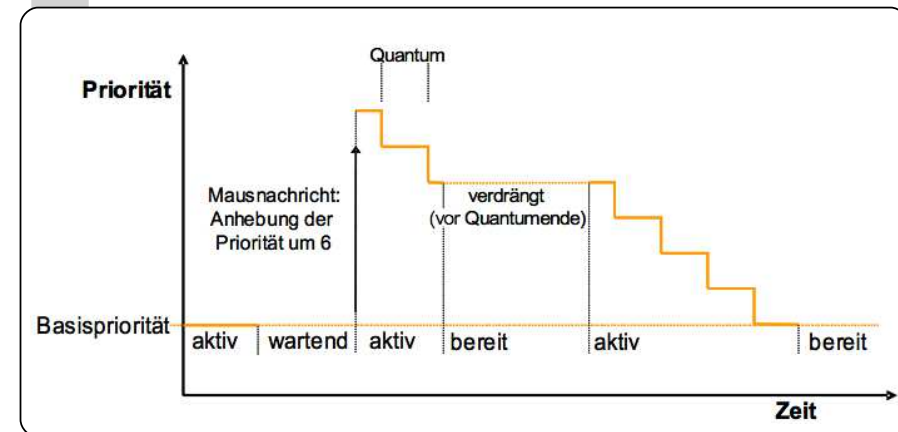 Quantum
Priorität
Mausnachricht:
Anhebung der
Priorität um 6
verdrängt
(vor Quantumende)
Basispriorität
aktiv
wartend
aktiv
bereit
aktiv
bereit
Zeit